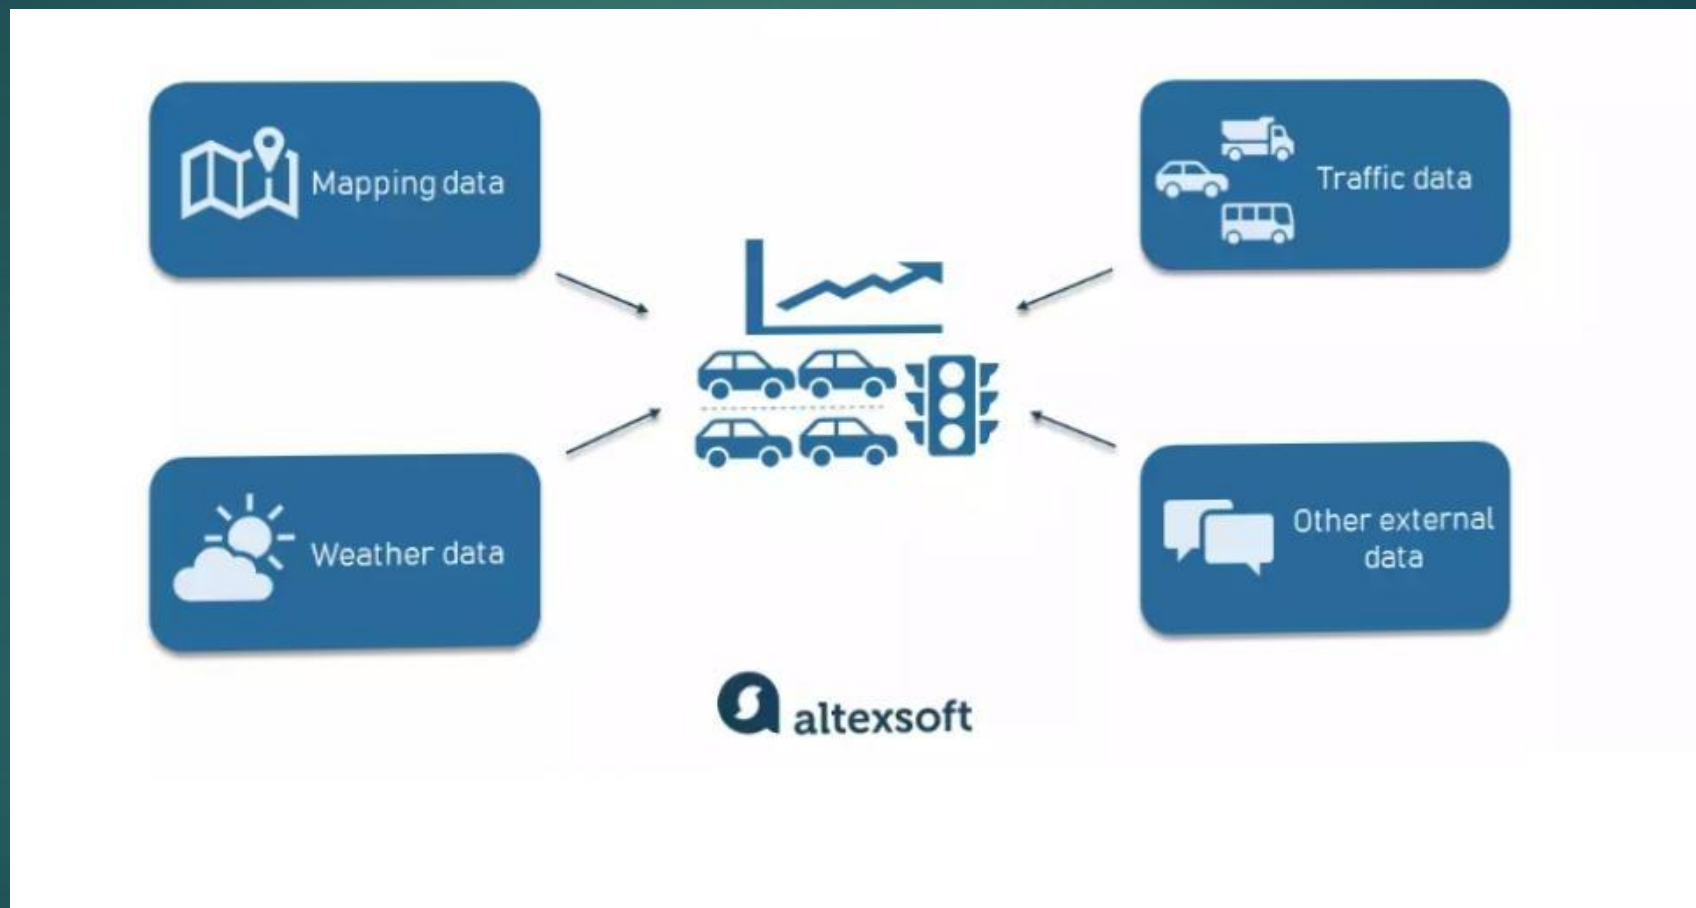 Mapping data
Traffic data
Weather data
Other external
data
altexsoft